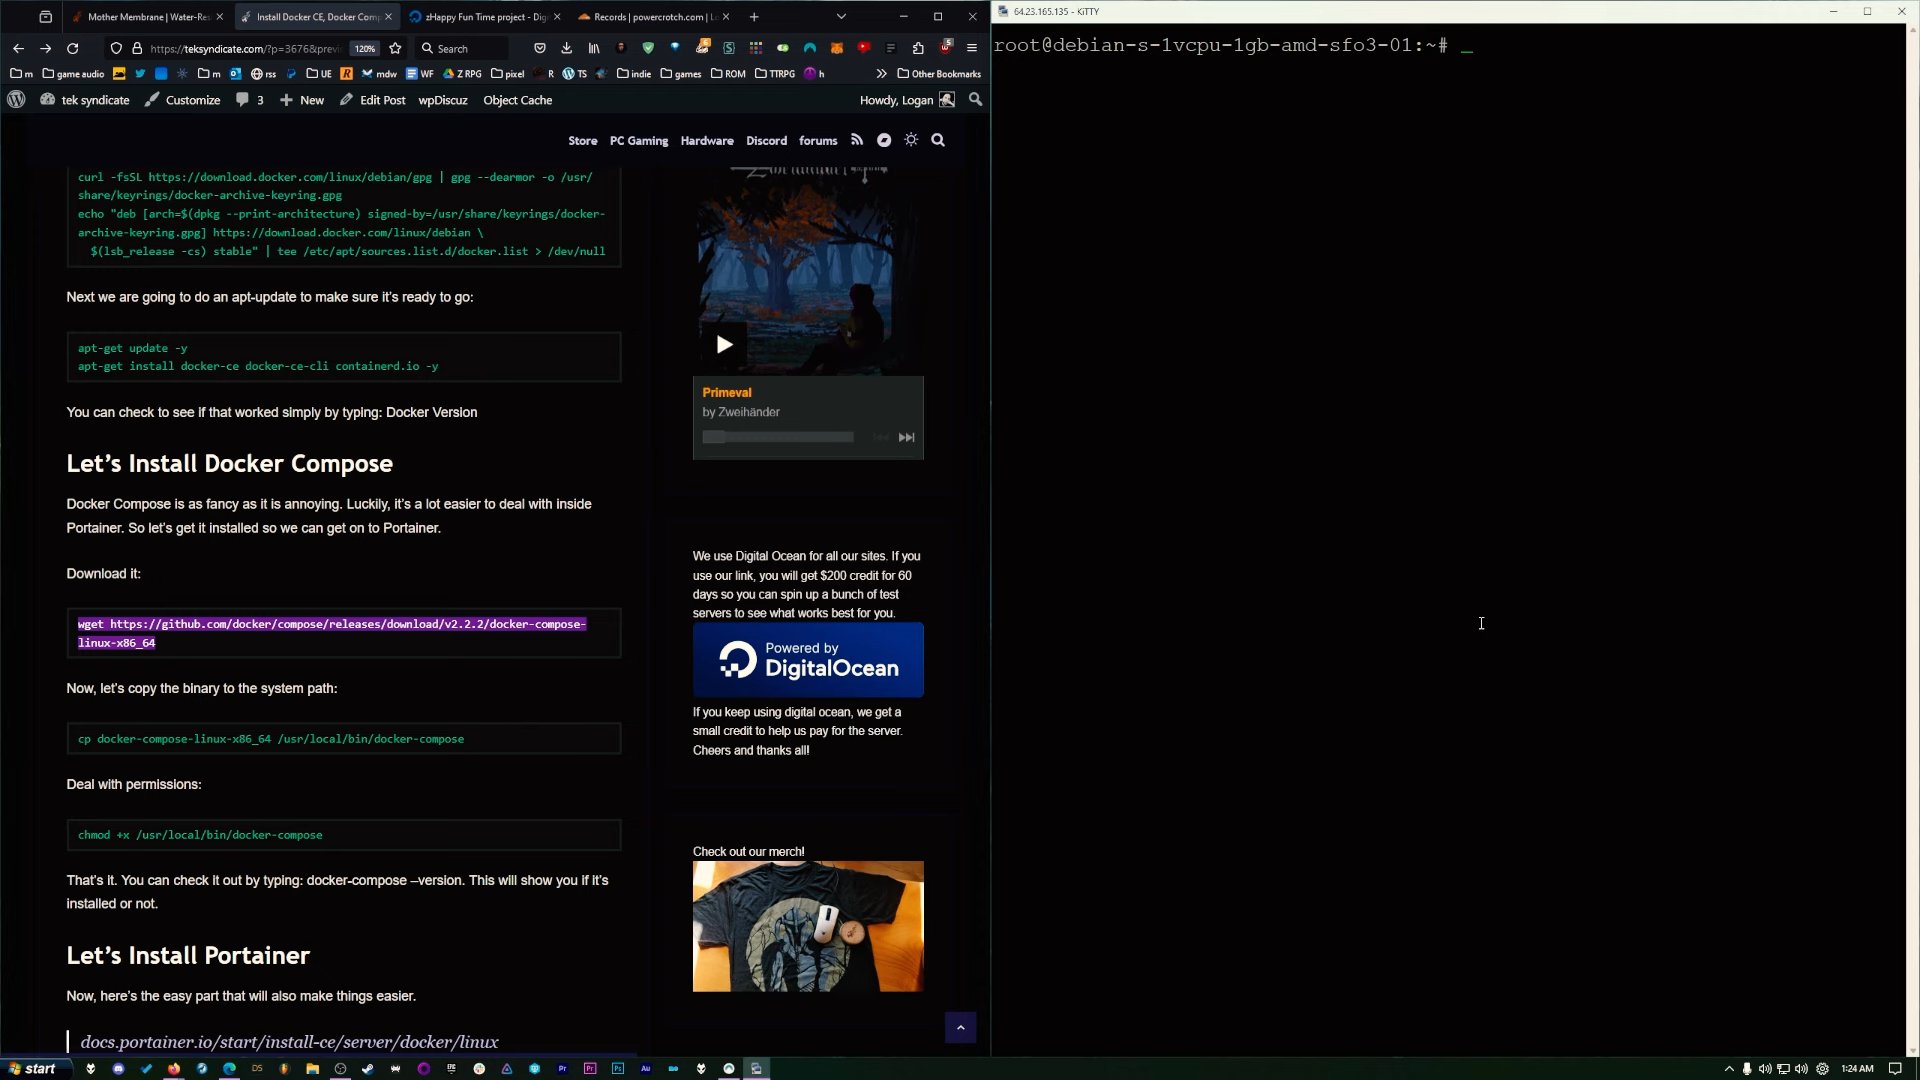 Mother Membrane | Water-Re
Install Docker CE, Docker Comp
zHappy Fun Time project - Digi
Records | powercrotch.com |
64.23.165.135 - KiTTY
https://teksyndicate.com/?p=3676&previ
120%
Search
m
game audio
rss
UE
mdw
WF
Z RPG
pixel
R
TS
indie
games
ROM
TTRPG
h
Other Bookmarks
tek syndicate
Customize
3
New
Edit Post
wpDiscuz
Object Cache
Howdy, Logan
Store
PC Gaming
Hardware
Discord
forums
root@debian-s-1vcpu-1gb-amd-sfo3-01:~# _
curl -fsSL https://download.docker.com/linux/debian/gpg | gpg --dearmor -o /usr/
share/keyrings/docker-archive-keyring.gpg
echo "deb [arch=$(dpkg --print-architecture) signed-by=/usr/share/keyrings/docker-
archive-keyring.gpg] https://download.docker.com/linux/debian \
$(lsb_release -cs) stable" | tee /etc/apt/sources.list.d/docker.list > /dev/null
Next we are going to do an apt-update to make sure it's ready to go:
apt-get update -y
apt-get install docker-ce docker-ce-cli containerd.io -y
You can check to see if that worked simply by typing: Docker Version
Let's Install Docker Compose
Docker Compose is as fancy as it is annoying. Luckily, it's a lot easier to deal with inside
Portainer. So let's get it installed so we can get on to Portainer.
Download it:
wget https://github.com/docker/compose/releases/download/v2.2.2/docker-compose-
linux-x86_64
Now, let's copy the bInary to the system path:
cp docker-compose-linux-x86_64 /usr/local/bin/docker-compose
Deal with permissions:
chmod +x /usr/local/bin/docker-compose
That's it. You can check it out by typing: docker-compose –version. This will show you if it's
installed or not.
Let's Install Portainer
Now, here's the easy part that will also make things easier.
docs.portainer.io/start/install-ce/server/docker/linux
Primeval
by Zweihänder
We use Digital Ocean for all our sites. If you
use our link, you will get $200 credit for 60
days so you can spin up a bunch of test
servers to see what works best for you.
Powered by
DigitalOcean
If you keep using digital ocean, we get a
small credit to help us pay for the server.
Cheers and thanks all!
Check out our merch!
start
DS
Pr
Pr
Ps
Au
1:24 AM